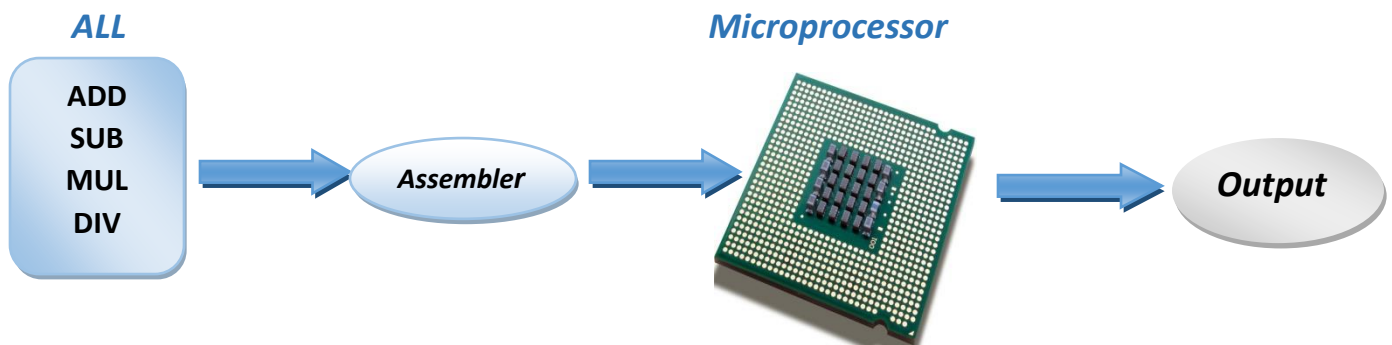 ALL
ADD
SUB
MUL
DIV
Assembler
Microprocessor
Output